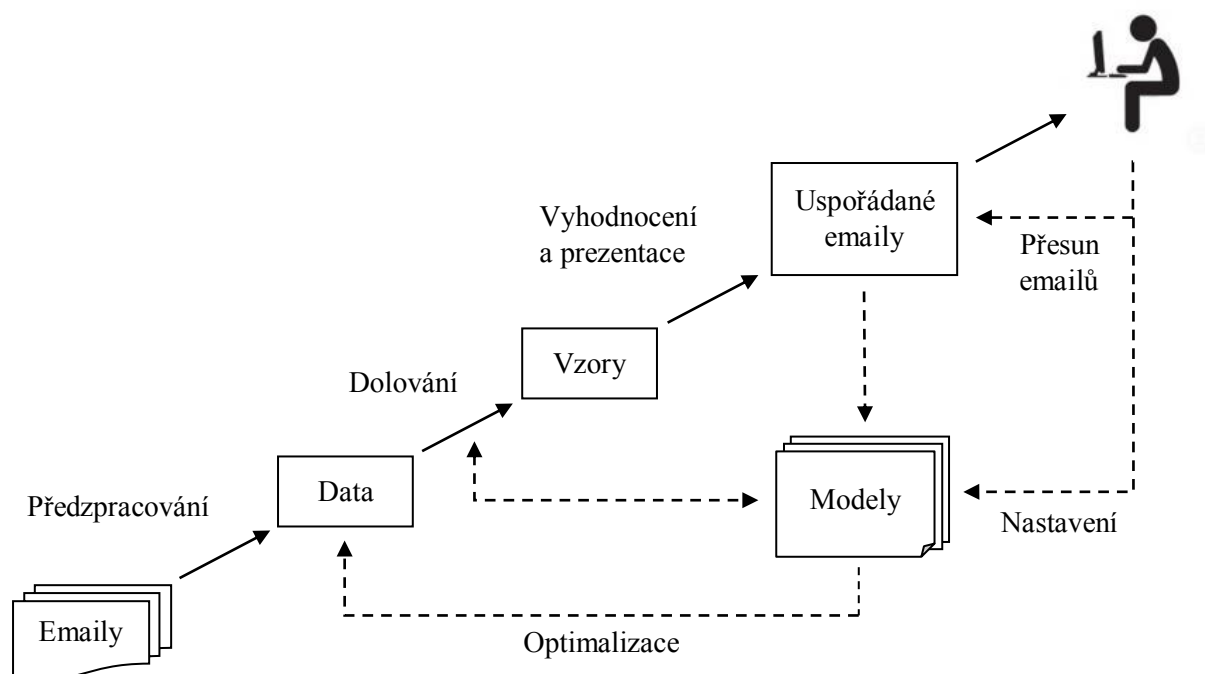 Uspořádané
emaily
Vyhodnocení
a prezentace
Přesun
emailů
Vzory
Dolování
Data
Modely
Předzpracování
Nastavení
Emaily
Optimalizace